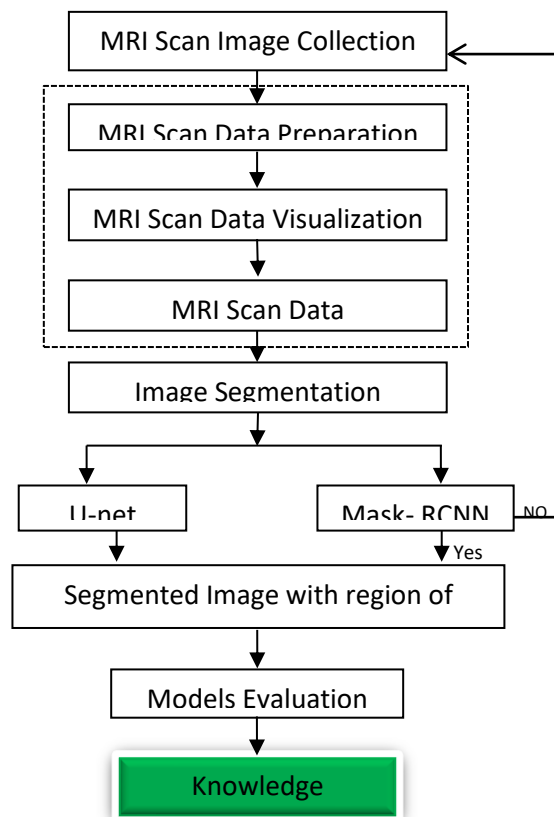 MRI Scan Image Collection
MRI Scan Data Preparation
MRI Scan Data Visualization
MRI Scan Data
Image Segmentation
U-net
Mask- RCNN
NO
Yes
Segmented Image with region of
Models Evaluation
Knowledge